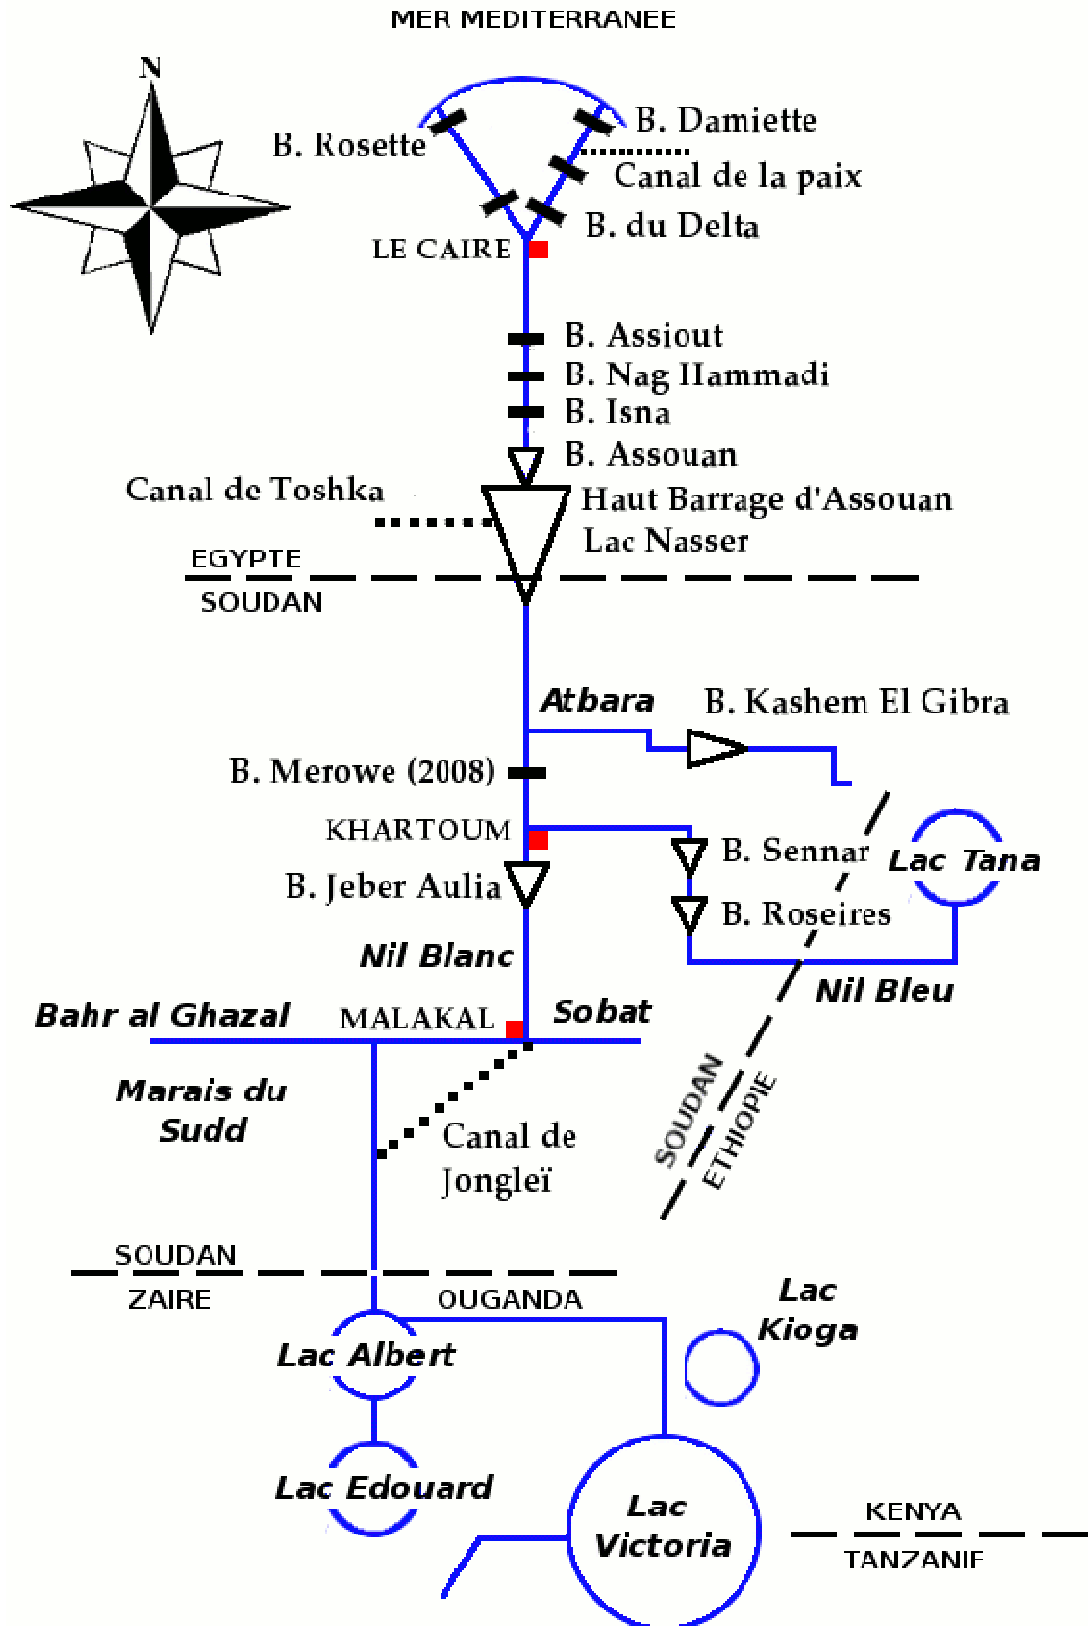 MER MEDITERRANEE
N
B. Damiette
B. Rosette
Canal de la paix
B. du Delta
LE CAIRE
B. Assiout
B. Nag Hammadi
B. Isna
B. Assouan
Canal de Toshka
Haut Barrage d'Assouan
Lac Nasser
EGYPTE
SOUDAN
Atbara
B. Kashem El Gibra
B. Merowe (2008)
KHARTOUM
B. Sennar
Lac Tana
B. Jeber Aulia
B. Roseires
Nil Blanc
Nil Bleu
Bahr al Ghazal
MALAKAL
Sobat
Marais du
Sudd
Canal de
Jongleï
SOUDAN
ETHIOPIE
SOUDAN
ZAIRE
OUGANDA
Lac
Kioga
Lac Albert
Lac Edouard
Lac
Victoria
KENYA
TANZANIE